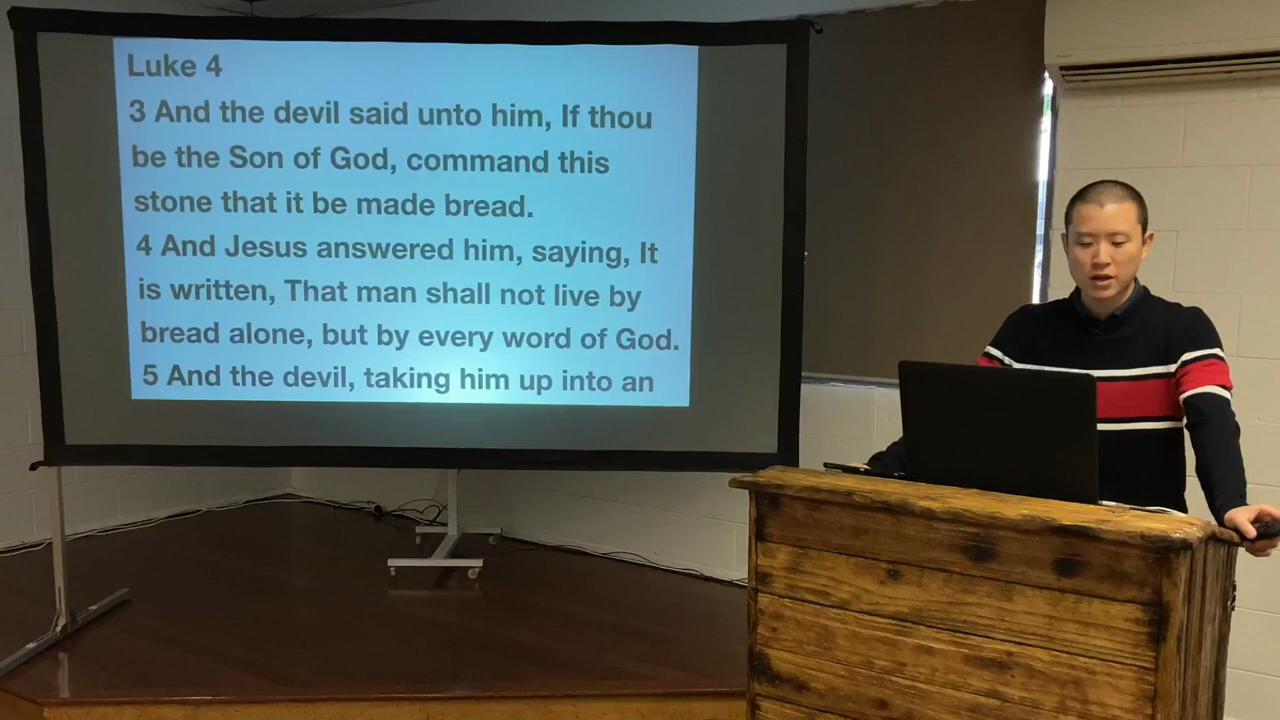 Luke 4
3 And the devil said unto him, If thou
be the Son of God, command this
stone that it be made bread.
4 And Jesus answered him, saying, It
is written, That man shall not live by
bread alone, but by every word of God.
5 And the devil, taking him up into an